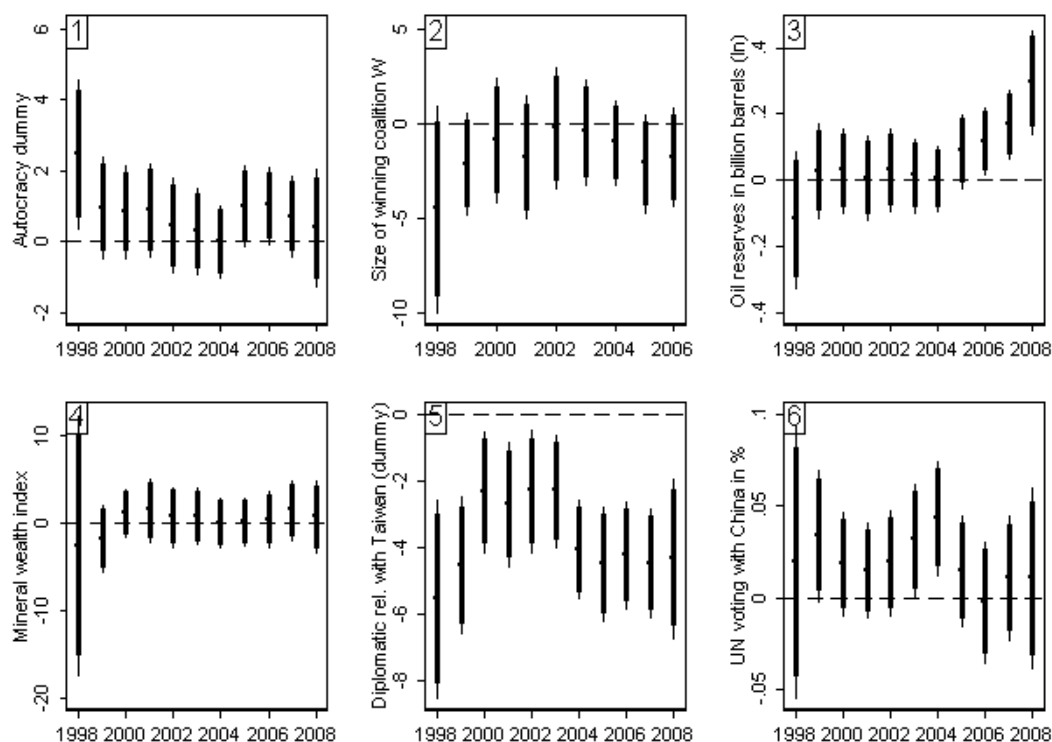 1
Autocracy dummy
6
4
2
0
-2
1998 2000 2002 2004 2006 2008
2
Size of winning coalition W
5
0
-5
-10
1998 2000 2002 2004 2006
3
Oil reserves in billion barrels (ln)
.4
.2
0
-.2
-.4
1998 2000 2002 2004 2006 2008
4
Mineral wealth index
10
0
-10
-20
1998 2000 2002 2004 2006 2008
5
Diplomatic rel. with Taiwan (dummy)
0
-2
-4
-6
-8
1998 2000 2002 2004 2006 2008
6
UN voting with China in %
.1
.05
0
-.05
1998 2000 2002 2004 2006 2008